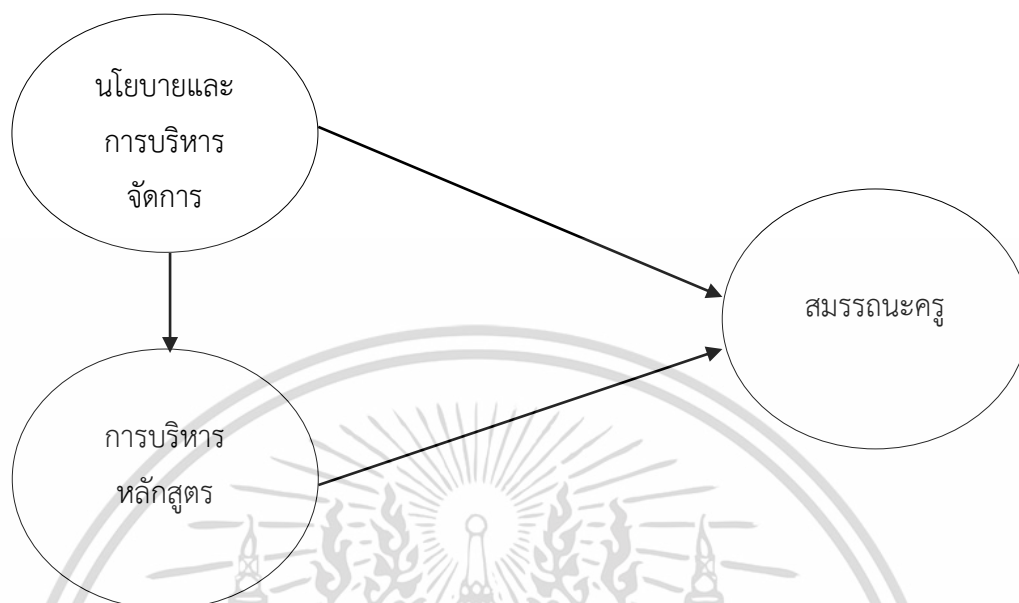 นโยบายและ
การบริหาร
จัดการ
สมรรถนะครู
การบริหาร
หลักสูตร